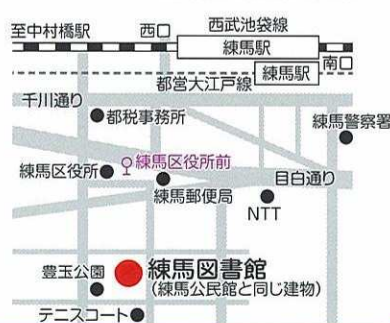 至中村橋駅
西口
西武池袋線
練馬駅
練馬駅
南口
都営大江戸線
千川通り
都税事務所
練馬警察署
練馬区役所
練馬区役所前
練馬郵便局
目白通り
NTT
豊玉公園
練馬図書館
(練馬公民館と同じ建物)
テニスコート